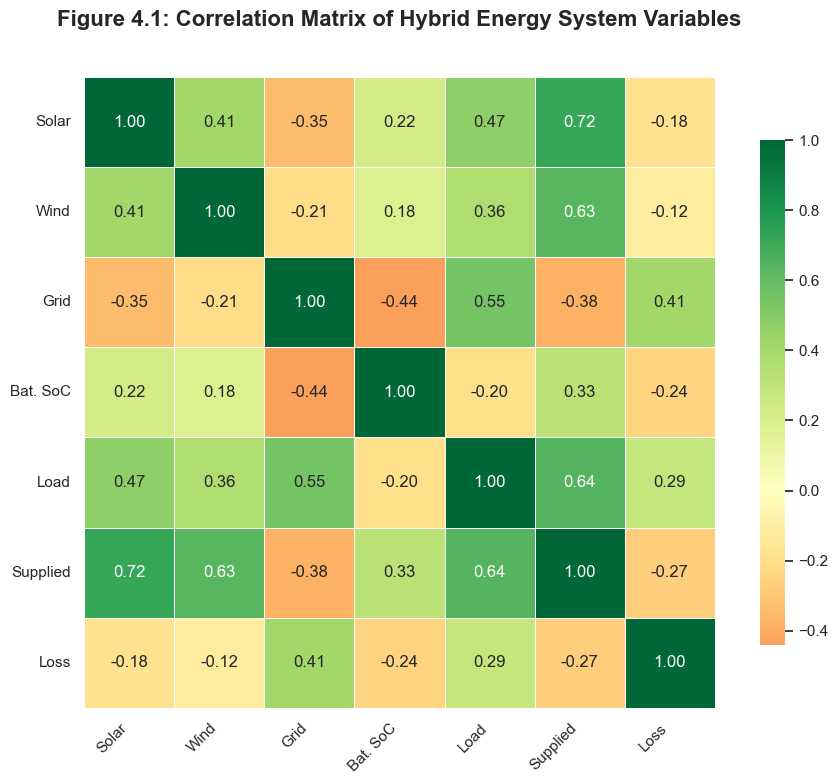 Figure 4.1: Correlation Matrix of Hybrid Energy System Variables
Solar 1.00 0.41 -0.35 0.22 0.47 0.72 -0.18
Wind 0.41 1.00 -0.21 0.18 0.36 0.63 -0.12
Grid -0.35 -0.21 1.00 -0.44 0.55 -0.38 0.41
Bat. SoC 0.22 0.18 -0.44 1.00 -0.20 0.33 -0.24
Load 0.47 0.36 0.55 -0.20 1.00 0.64 0.29
Supplied 0.72 0.63 -0.38 0.33 0.64 1.00 -0.27
Loss -0.18 -0.12 0.41 -0.24 0.29 -0.27 1.00
Solar Wind Grid Bat. SoC Load Supplied Loss
1.0
0.8
0.6
0.4
0.2
0.0
−0.2
−0.4